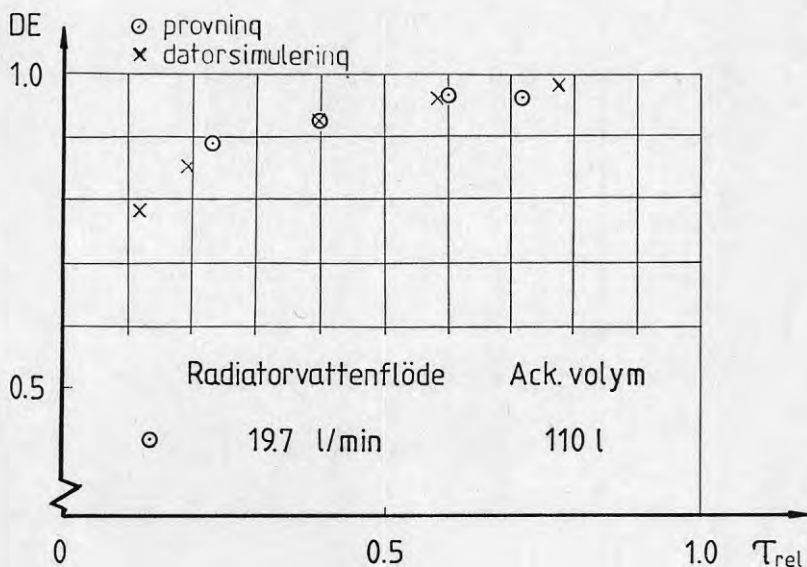 DE
⊙ provning
× datorsimulering
1.0
Radiatorvattenflöde Ack. volym
0.5
⊙ 19.7 l/min 110 l
0 0.5 1.0 τrel